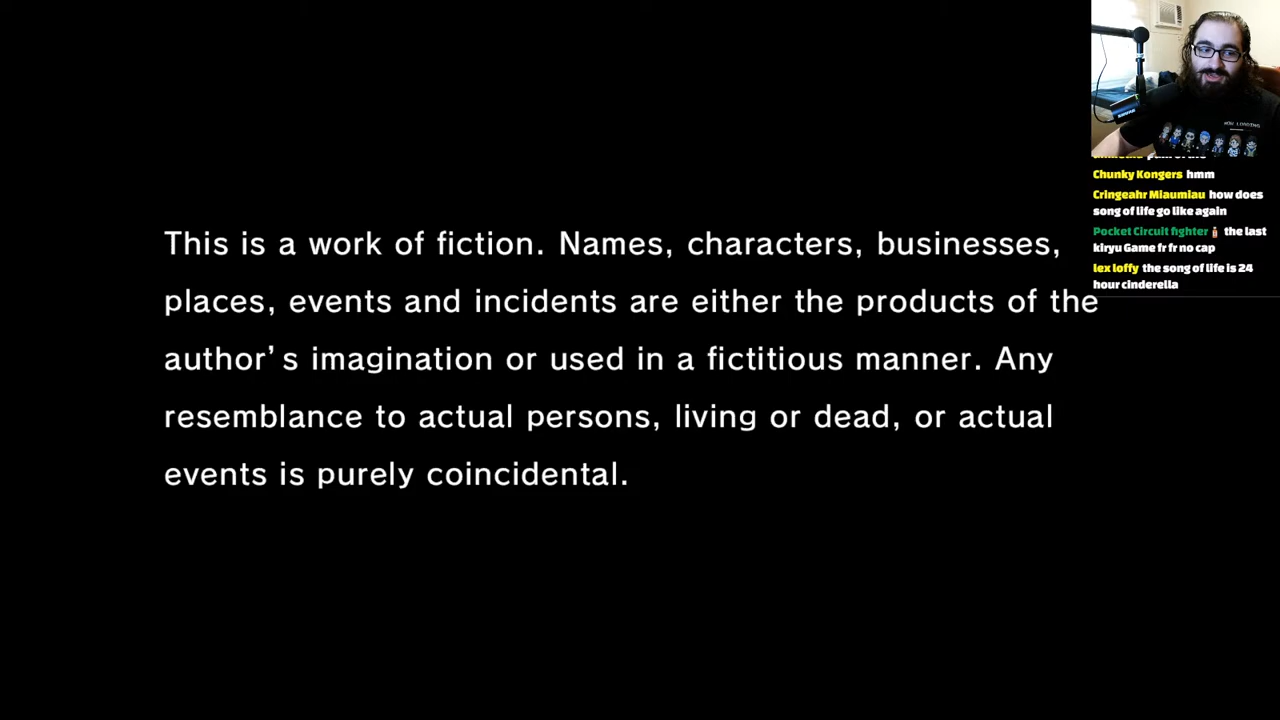 This is a work of fiction. Names, characters, businesses,
places, events and incidents are either the products of the
author's imagination or used in a fictitious manner. Any
resemblance to actual persons, living or dead, or actual
events is purely coincidental.
Chunky Kongers hmm
Cringeahr Miaumiau how does
song of life go like again
Pocket Circuit fighter the last
kiryu Game fr fr no cap
lex loffy the song of life is 24
hour cinderella